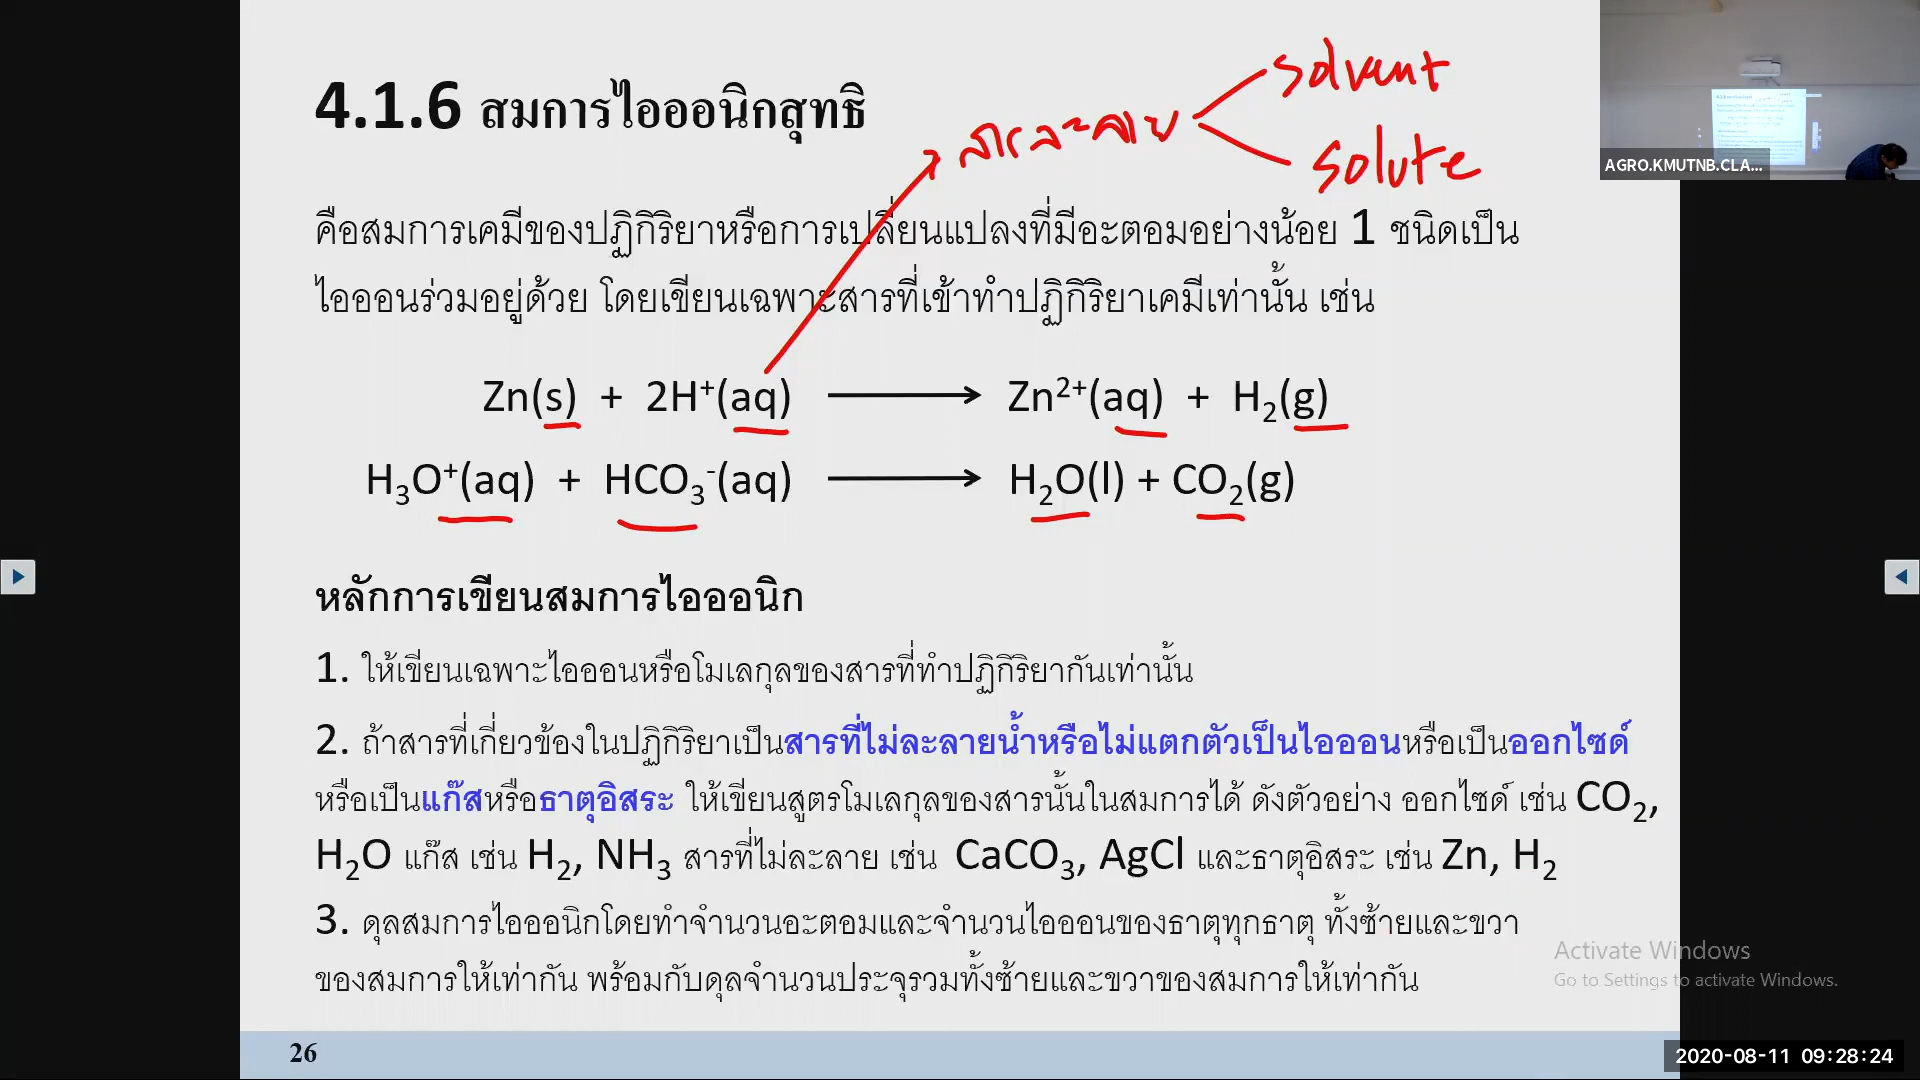 4.1.6 สมการไอออนิกสุทธิ
สารละลาย
solvent
solute
AGRO.KMUTNB.CLA...
คือสมการเคมีของปฏิกิริยาหรือการเปลี่ยนแปลงที่มีอะตอมอย่างน้อย 1 ชนิดเป็น
ไอออนร่วมอยู่ด้วย โดยเขียนเฉพาะสารที่เข้าทำปฏิกิริยาเคมีเท่านั้น เช่น
Zn(s) + 2H⁺(aq) ⟶ Zn²⁺(aq) + H₂(g)
H₃O⁺(aq) + HCO₃⁻(aq) ⟶ H₂O(l) + CO₂(g)
หลักการเขียนสมการไอออนิก
1. ให้เขียนเฉพาะไอออนหรือโมเลกุลของสารที่ทำปฏิกิริยากันเท่านั้น
2. ถ้าสารที่เกี่ยวข้องในปฏิกิริยาเป็นสารที่ไม่ละลายน้ำหรือไม่แตกตัวเป็นไอออนหรือเป็นออกไซด์
หรือเป็นแก๊สหรือธาตุอิสระ ให้เขียนสูตรโมเลกุลของสารนั้นในสมการได้ ดังตัวอย่าง ออกไซด์ เช่น CO₂,
H₂O แก๊ส เช่น H₂, NH₃ สารที่ไม่ละลาย เช่น CaCO₃, AgCl และธาตุอิสระ เช่น Zn, H₂
3. ดุลสมการไอออนิกโดยทำจำนวนอะตอมและจำนวนไอออนของธาตุทุกธาตุ ทั้งซ้ายและขวา
ของสมการให้เท่ากัน พร้อมกับดุลจำนวนประจุรวมทั้งซ้ายและขวาของสมการให้เท่ากัน
Activate Windows
Go to Settings to activate Windows.
26
2020-08-11 09:28:24